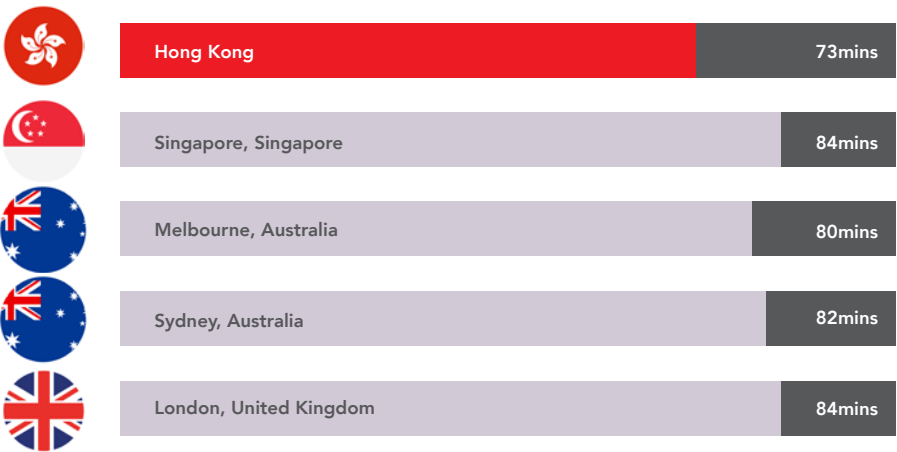 Hong Kong 73mins
Singapore, Singapore 84mins
Melbourne, Australia 80mins
Sydney, Australia 82mins
London, United Kingdom 84mins